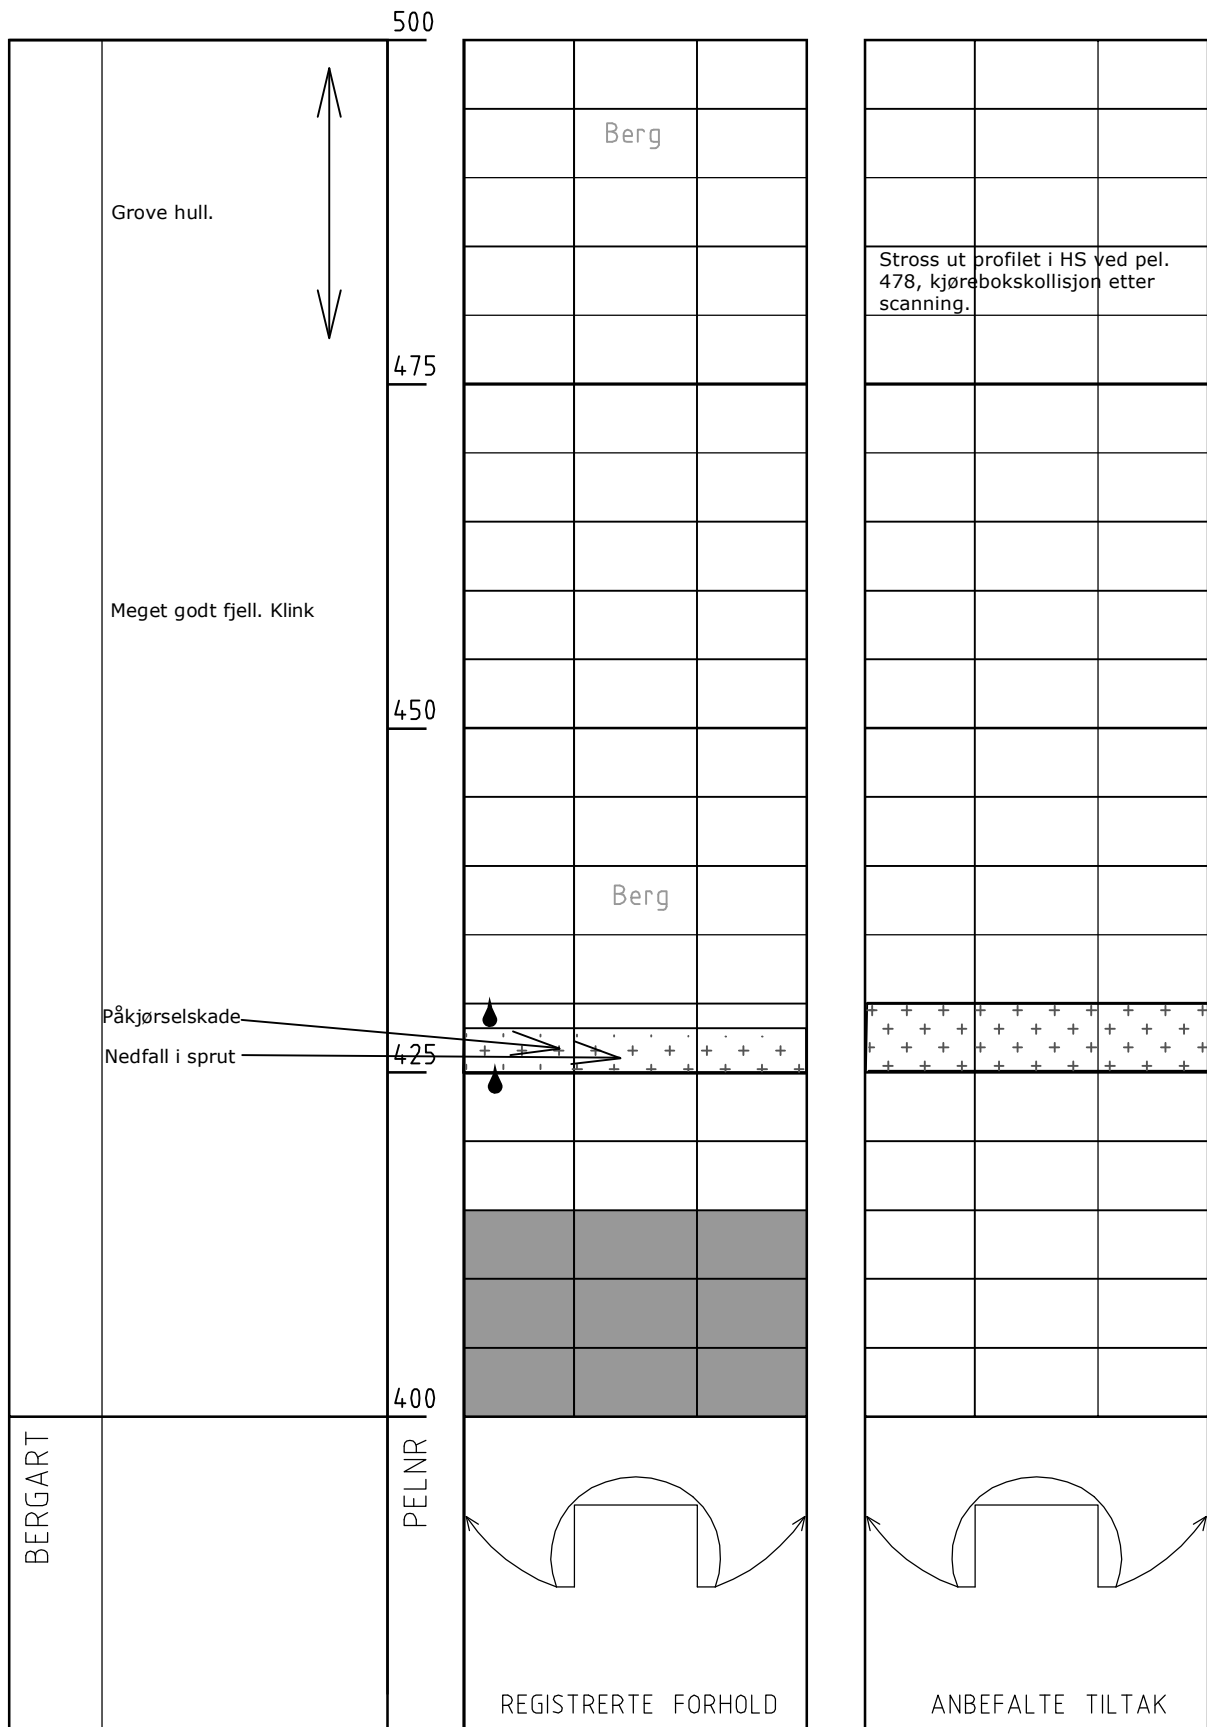 500
Berg
Grove hull.
Stross ut profilet i HS ved pel.
478, kjørebokskollisjon etter
scanning.
475
Meget godt fjell. Klink
450
Berg
Påkjørselskade
Nedfall i sprut
425
400
BERGART
PELNR
REGISTRERTE FORHOLD
ANBEFALTE TILTAK